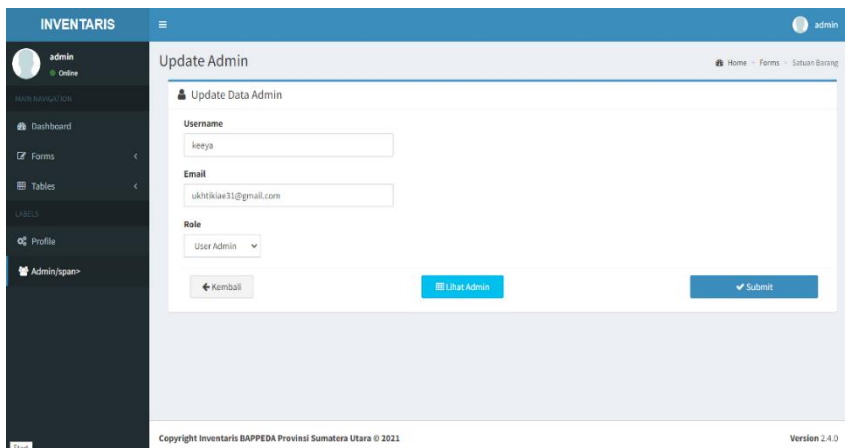 INVENTARIS
admin
admin
Online
MAIN NAVIGATION
Dashboard
Forms
Tables
LABELS
Profile
Admin/span>
Update Admin
Home > Forms > Satuan Barang
Update Data Admin
Username
keeya
Email
ukhtikiae31@gmail.com
Role
User Admin
Kembali
Lihat Admin
Submit
Copyright Inventaris BAPPEDA Provinsi Sumatera Utara © 2021
Version 2.4.0